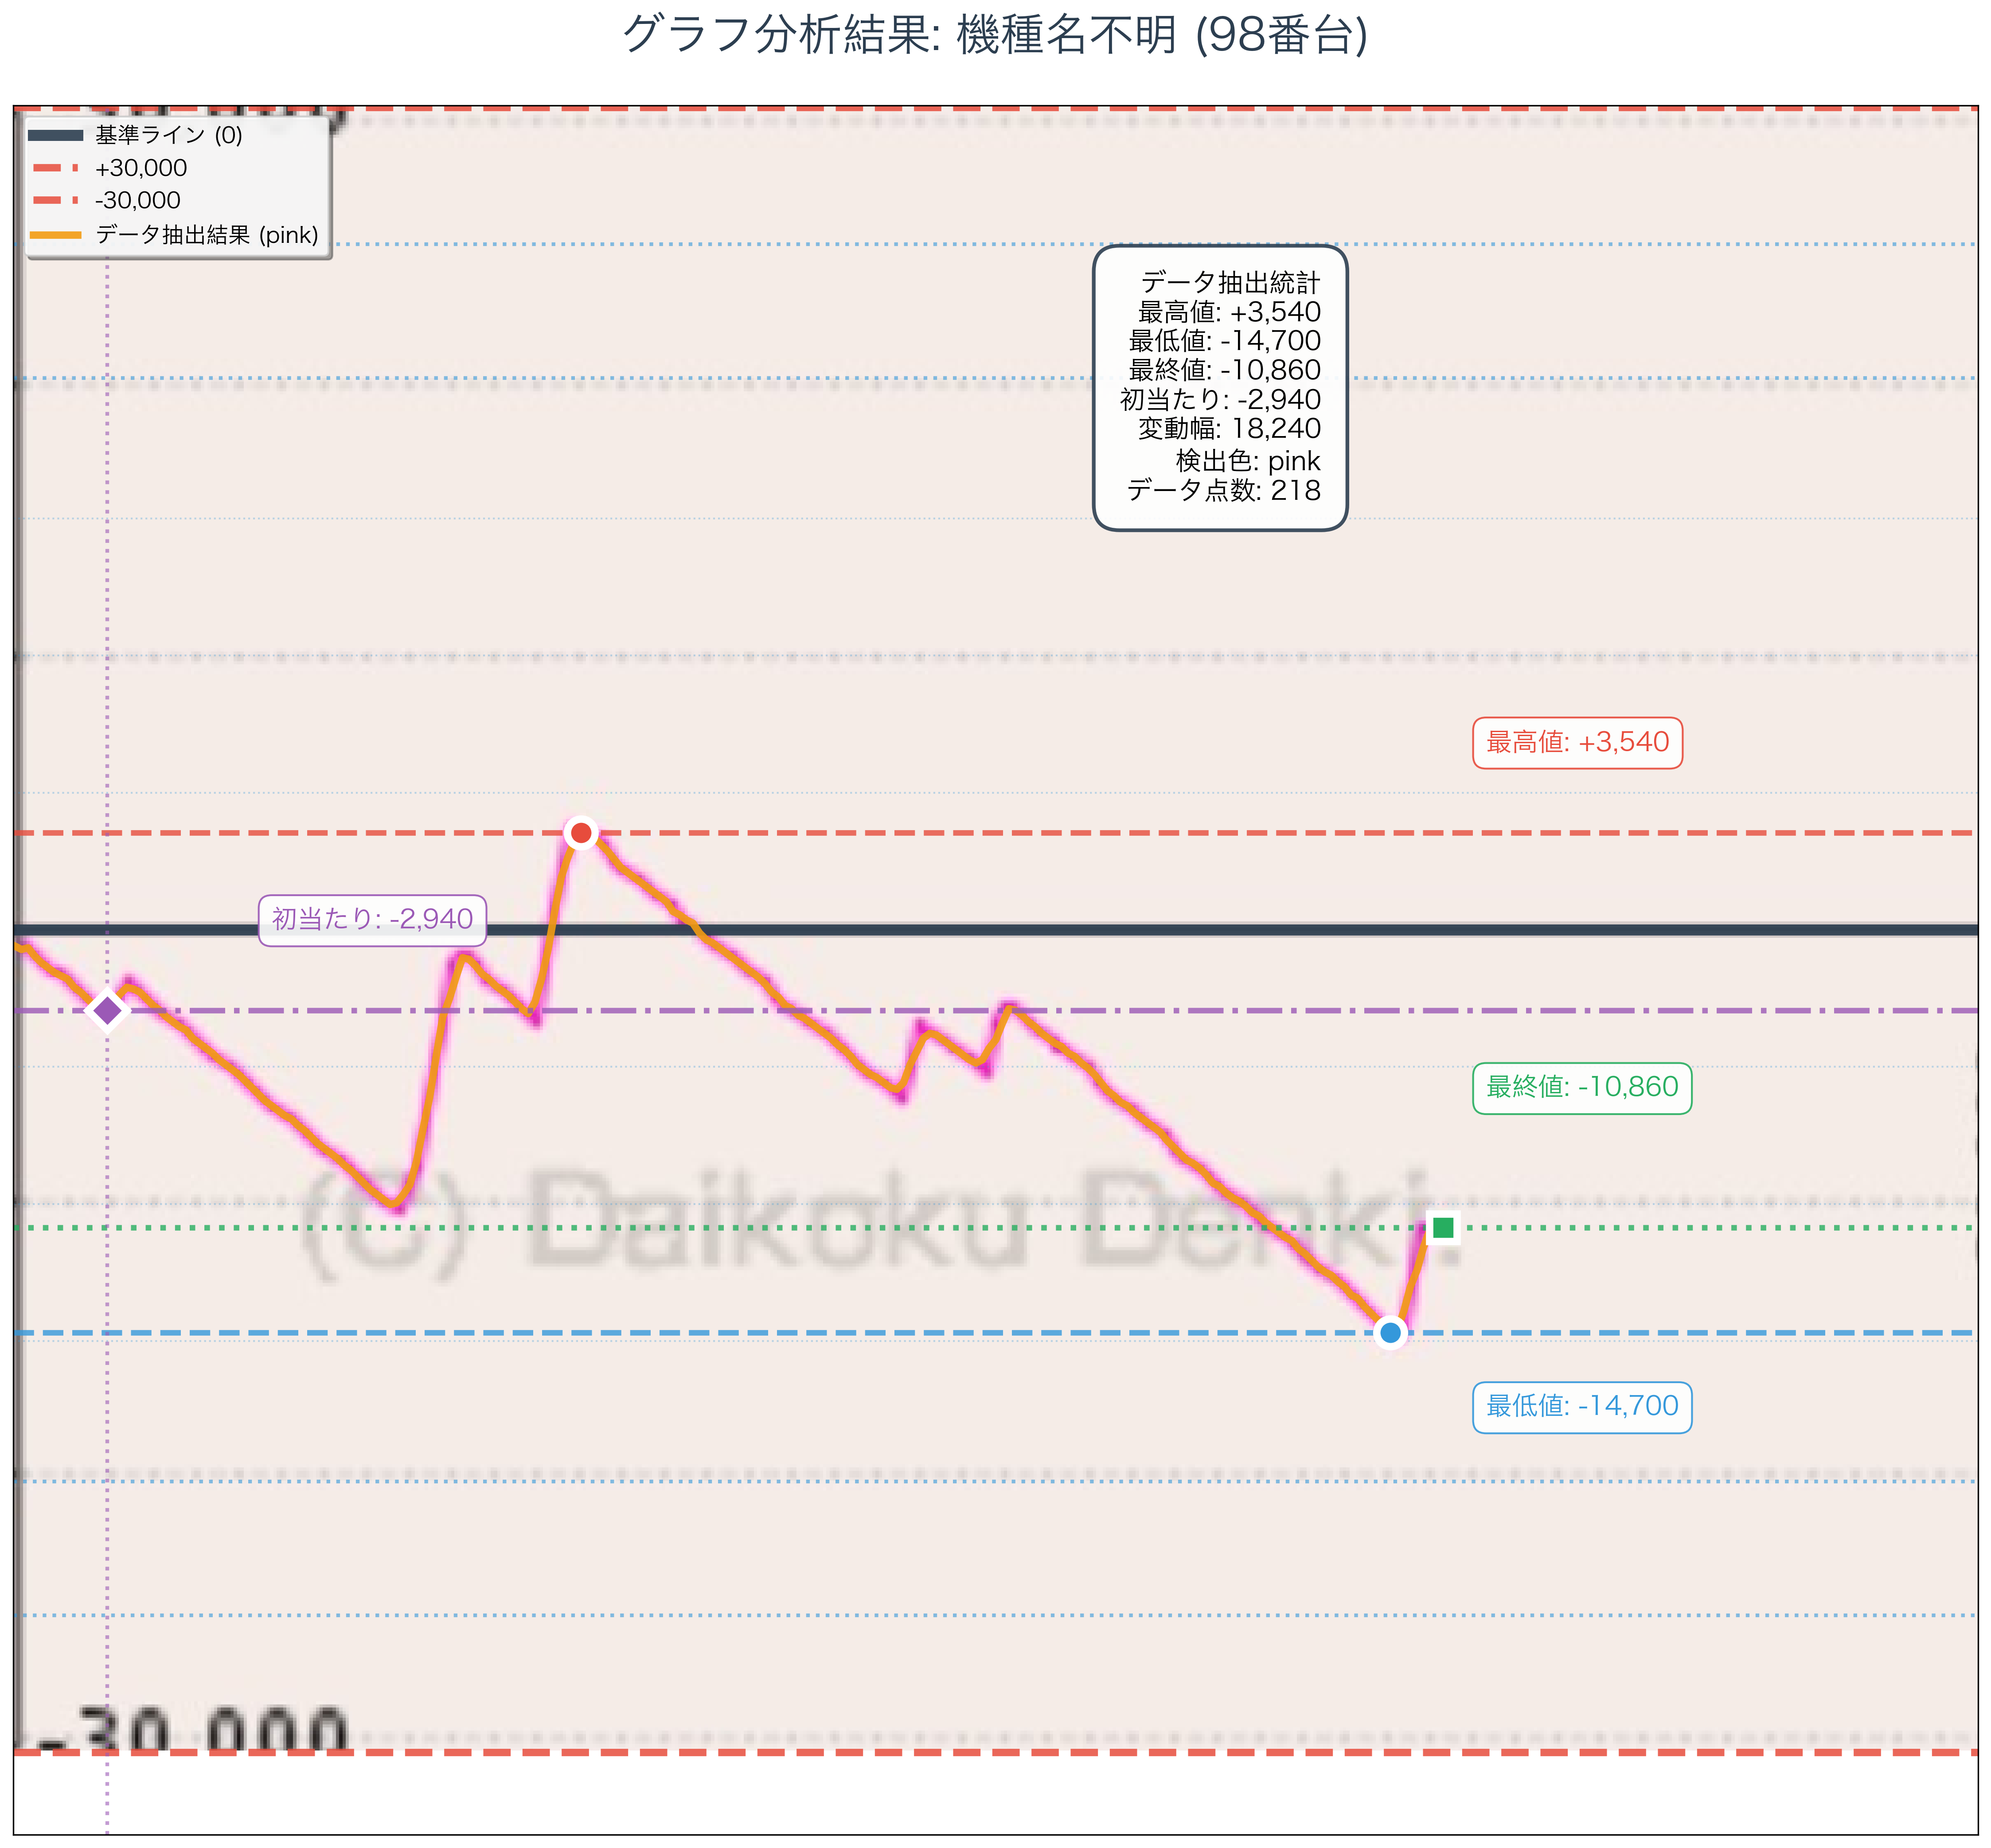 グラフ分析結果: 機種名不明 (98番台)
基準ライン (0)
+30,000
-30,000
データ抽出結果 (pink)
データ抽出統計
最高値: +3,540
最低値: -14,700
最終値: -10,860
初当たり: -2,940
変動幅: 18,240
検出色: pink
データ点数: 218
最高値: +3,540
初当たり: -2,940
最終値: -10,860
(C) Daikoku Denki.
最低値: -14,700
-30,000